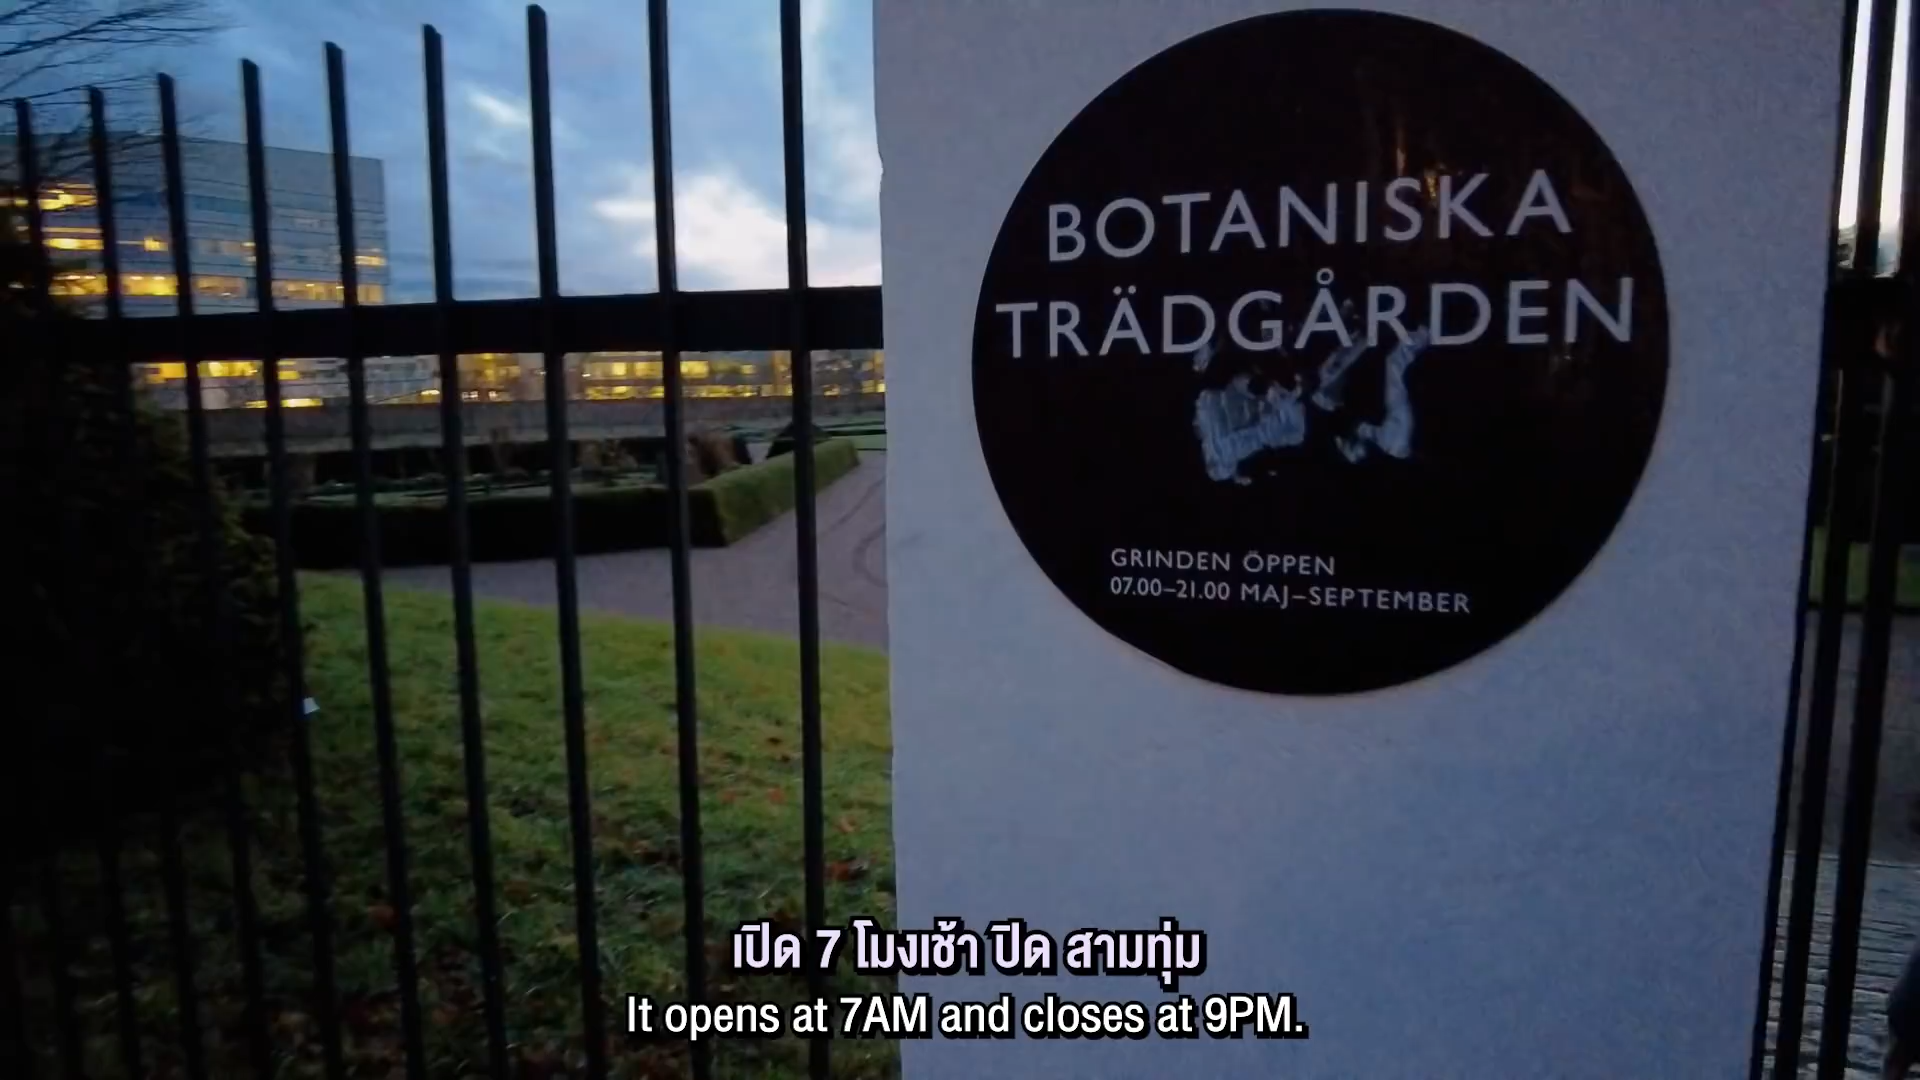 BOTANISKA
TRÄDGÅRDEN
GRINDEN ÖPPEN
07.00–21.00 MAJ–SEPTEMBER
เปิด 7 โมงเช้า ปิด สามทุ่ม
It opens at 7AM and closes at 9PM.